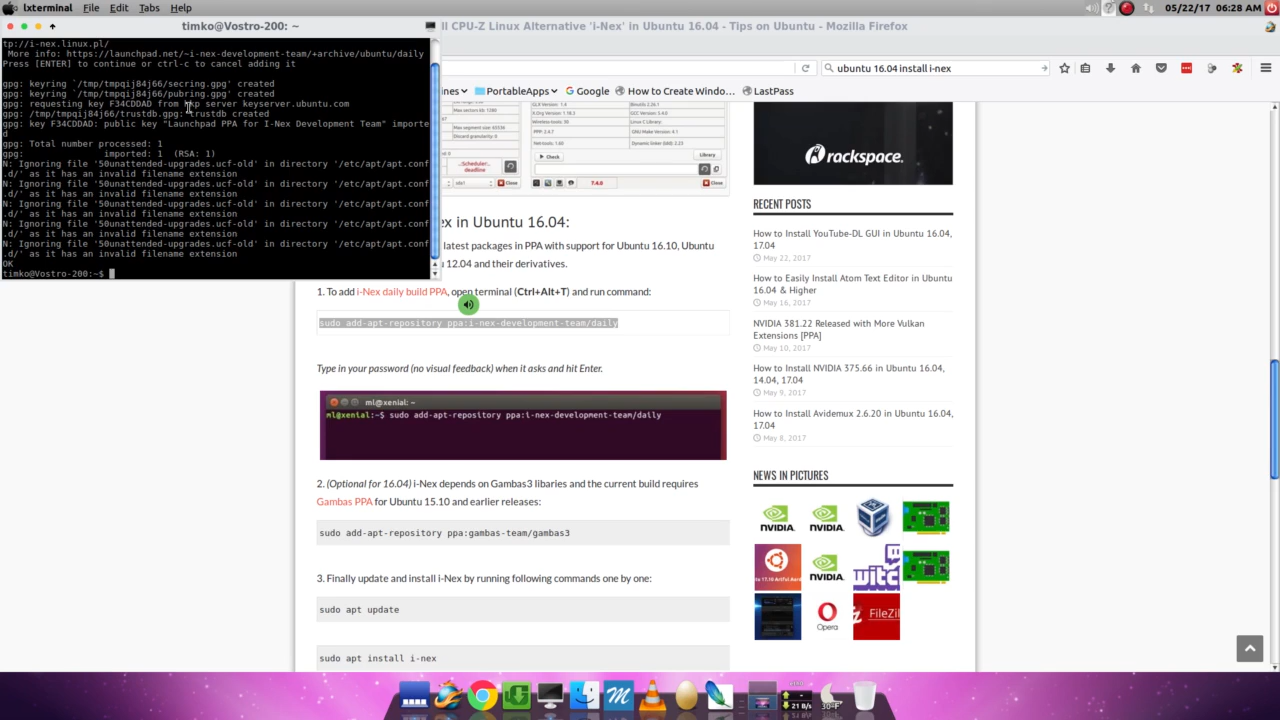 lxterminal File Edit Tabs Help
05/22/17 06:28 AM
timko@Vostro-200: ~
CPU-Z Linux Alternative 'i-Nex' in Ubuntu 16.04 - Tips on Ubuntu - Mozilla Firefox
tp://i-nex.linux.pl/
More info: https://launchpad.net/~i-nex-development-team/+archive/ubuntu/daily
Press [ENTER] to continue or ctrl-c to cancel adding it
gpg: keyring `/tmp/tmpqij84j66/secring.gpg' created
gpg: keyring `/tmp/tmpqij84j66/pubring.gpg' created
gpg: requesting key F34CDDAD from hkp server keyserver.ubuntu.com
gpg: /tmp/tmpqij84j66/trustdb.gpg: trustdb created
gpg: key F34CDDAD: public key "Launchpad PPA for I-Nex Development Team" importe
d
gpg: Total number processed: 1
gpg: imported: 1 (RSA: 1)
N: Ignoring file '50unattended-upgrades.ucf-old' in directory '/etc/apt/apt.conf
.d/' as it has an invalid filename extension
N: Ignoring file '50unattended-upgrades.ucf-old' in directory '/etc/apt/apt.conf
.d/' as it has an invalid filename extension
N: Ignoring file '50unattended-upgrades.ucf-old' in directory '/etc/apt/apt.conf
.d/' as it has an invalid filename extension
N: Ignoring file '50unattended-upgrades.ucf-old' in directory '/etc/apt/apt.conf
.d/' as it has an invalid filename extension
N: Ignoring file '50unattended-upgrades.ucf-old' in directory '/etc/apt/apt.conf
.d/' as it has an invalid filename extension
OK
timko@Vostro-200:~$
ubuntu 16.04 install i-nex
ines PortableApps Google How to Create Windo... LastPass
Scheduler:
deadline
Close
Check
Library
7.4.0
Close
ex in Ubuntu 16.04:
latest packages in PPA with support for Ubuntu 16.10, Ubuntu
12.04 and their derivatives.
1. To add i-Nex daily build PPA, open terminal (Ctrl+Alt+T) and run command:
sudo add-apt-repository ppa:i-nex-development-team/daily
Type in your password (no visual feedback) when it asks and hit Enter.
ml@xenial: ~
ml@xenial:~$ sudo add-apt-repository ppa:i-nex-development-team/daily
2. (Optional for 16.04) i-Nex depends on Gambas3 libaries and the current build requires
Gambas PPA for Ubuntu 15.10 and earlier releases:
sudo add-apt-repository ppa:gambas-team/gambas3
3. Finally update and install i-Nex by running following commands one by one:
sudo apt update
sudo apt install i-nex
rackspace.
RECENT POSTS
How to Install YouTube-DL GUI in Ubuntu 16.04,
17.04
May 22, 2017
How to Easily Install Atom Text Editor in Ubuntu
16.04 & Higher
May 16, 2017
NVIDIA 381.22 Released with More Vulkan
Extensions [PPA]
May 10, 2017
How to Install NVIDIA 375.66 in Ubuntu 16.04,
14.04, 17.04
May 9, 2017
How to Install Avidemux 2.6.20 in Ubuntu 16.04,
17.04
May 8, 2017
NEWS IN PICTURES
NVIDIA
NVIDIA
NVIDIA
twitch
Opera
FileZil
21 B/s
30°F